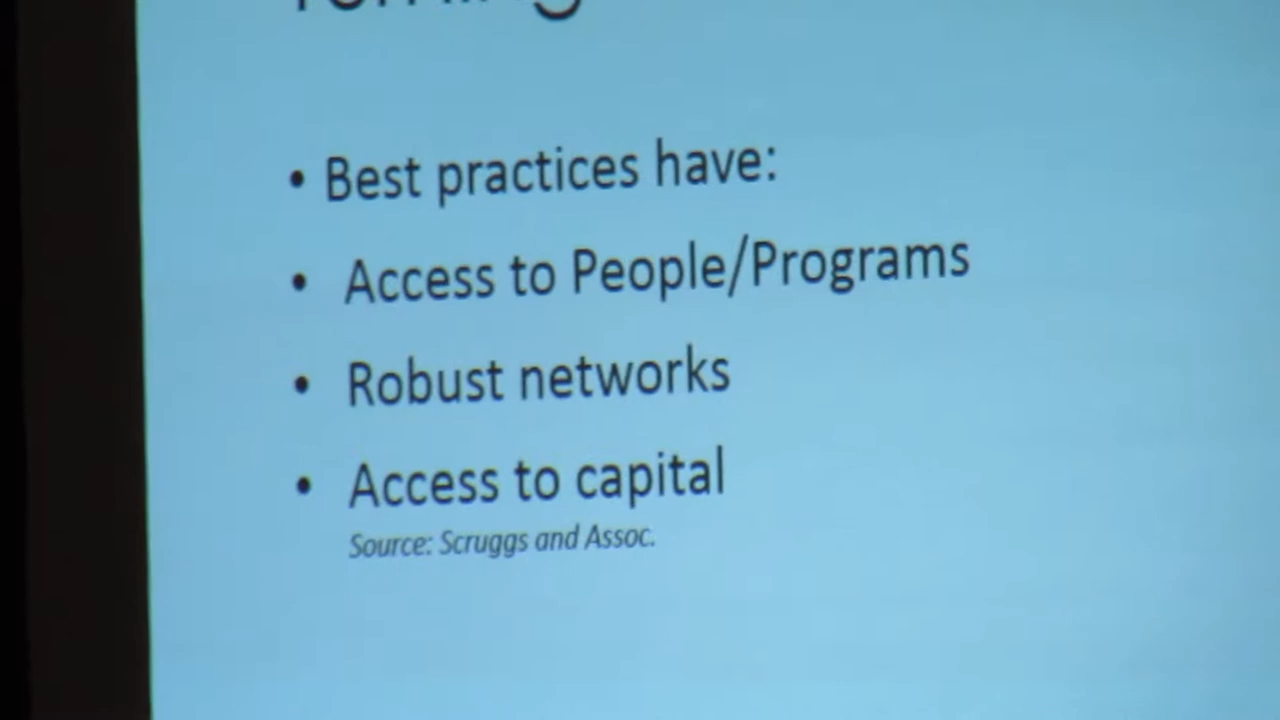 • Best practices have:
• Access to People/Programs
• Robust networks
• Access to capital
Source: Scruggs and Assoc.